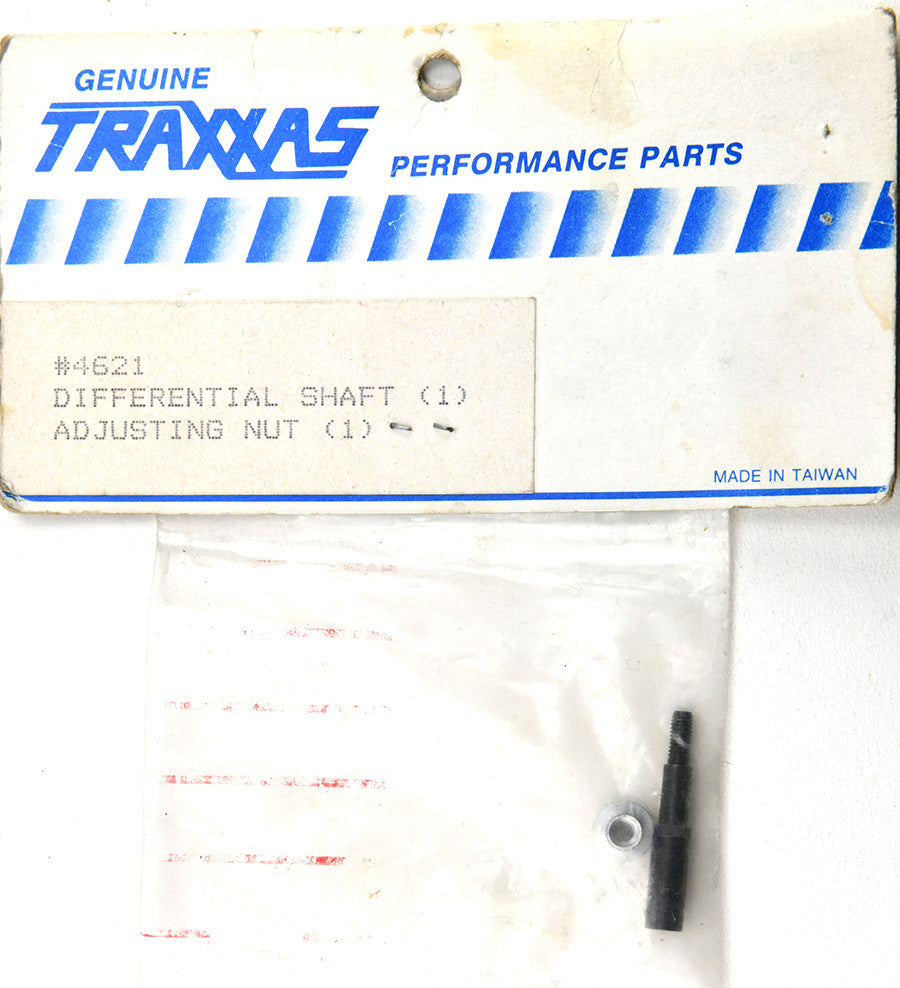 GENUINE
TRAXXAS
PERFORMANCE PARTS
#4621
DIFFERENTIAL SHAFT (1)
ADJUSTING NUT (1)
MADE IN TAIWAN